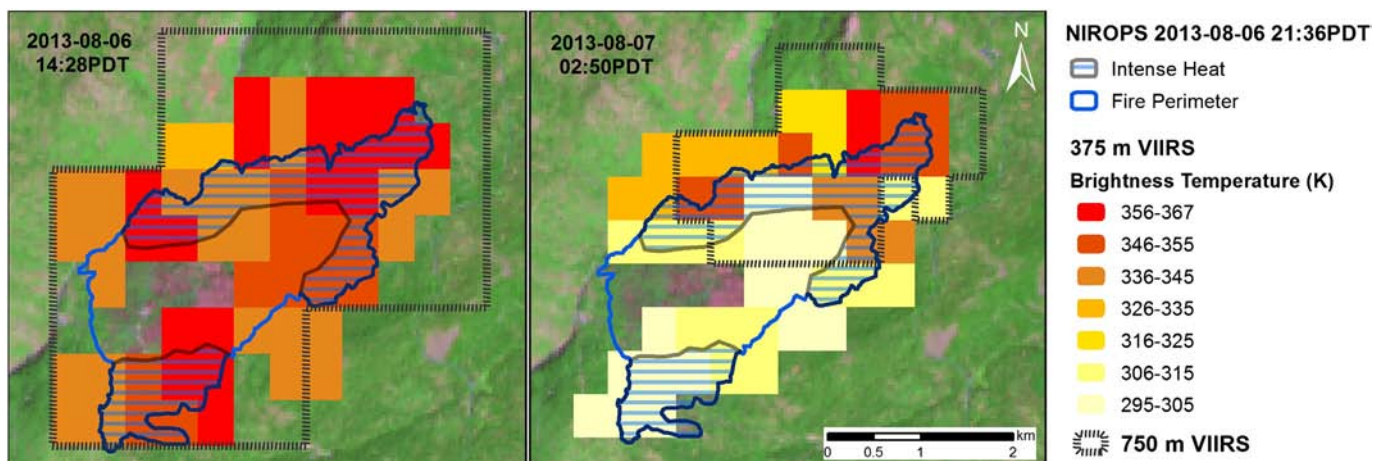 2013-08-06
14:28PDT
2013-08-07
02:50PDT
N
km
0 0.5 1 2
NIROPS 2013-08-06 21:36PDT
Intense Heat
Fire Perimeter
375 m VIIRS
Brightness Temperature (K)
356-367
346-355
336-345
326-335
316-325
306-315
295-305
750 m VIIRS